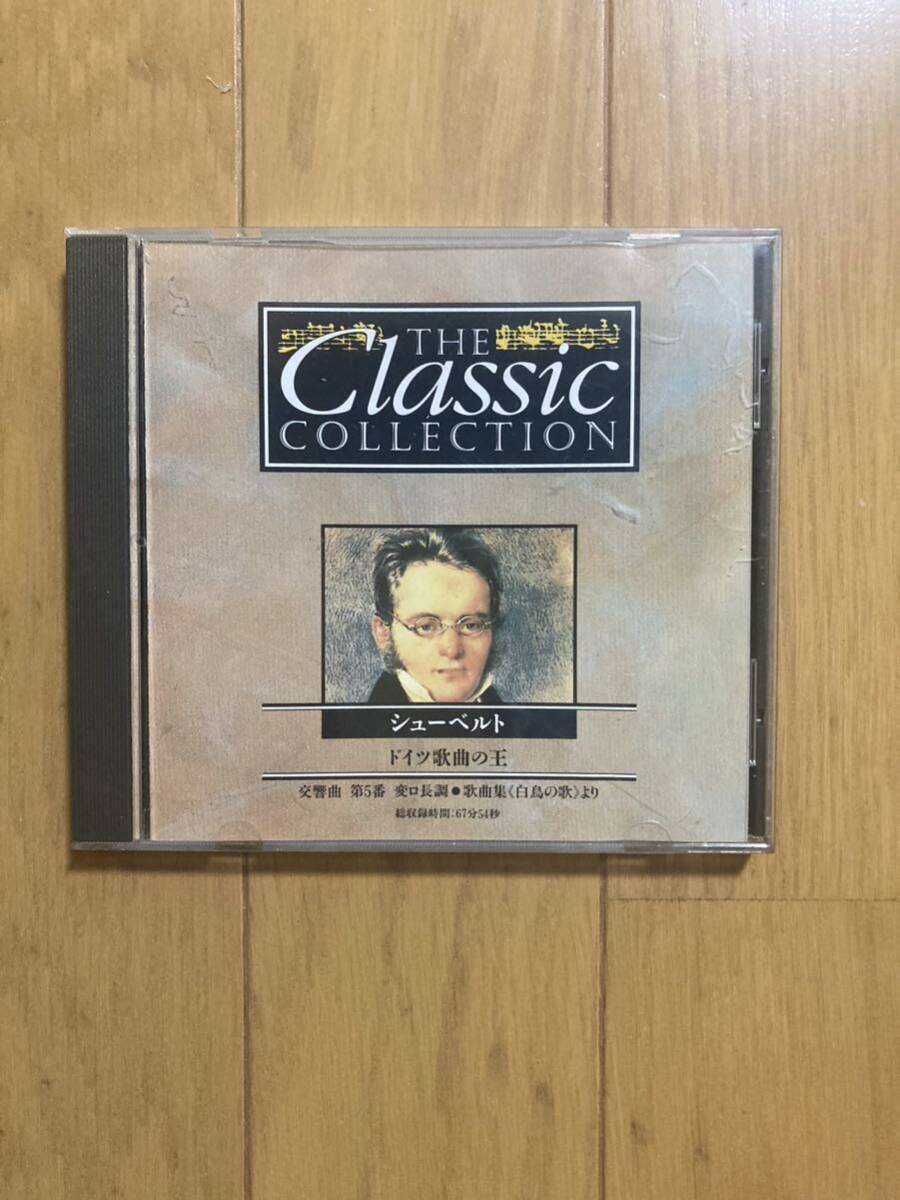 THE
Classic
COLLECTION
シューベルト
ドイツ歌曲の王
交響曲 第5番 変ロ長調●歌曲集《白鳥の歌》より
総収録時間:67分54秒